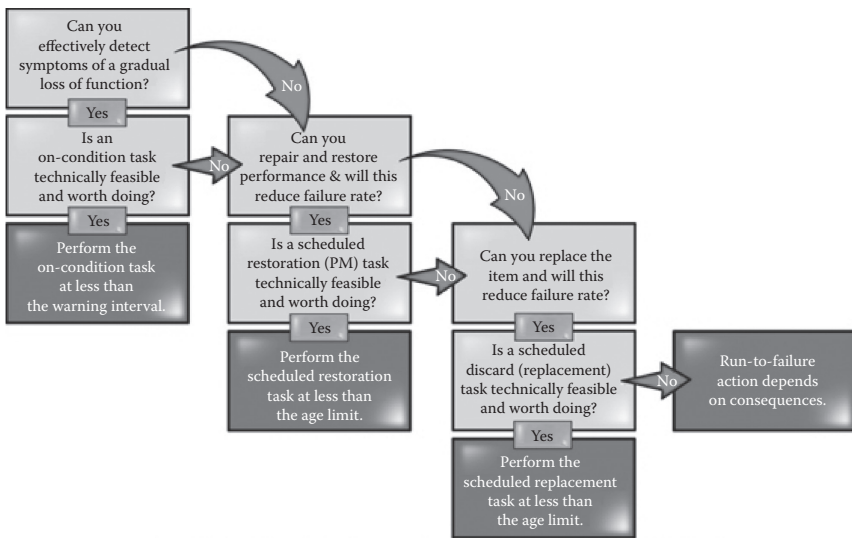 Can you
effectively detect
symptoms of a gradual
loss of function?
No
Yes
Is an
on-condition task
technically feasible
and worth doing?
No
Yes
Perform the
on-condition task
at less than
the warning interval.
Can you
repair and restore
performance & will this
reduce failure rate?
No
Yes
Is a scheduled
restoration (PM) task
technically feasible
and worth doing?
No
Yes
Perform the
scheduled restoration
task at less than
the age limit.
Can you replace the
item and will this
reduce failure rate?
Yes
Is a scheduled
discard (replacement)
task technically feasible
and worth doing?
No
Yes
Perform the
scheduled replacement
task at less than
the age limit.
Run-to-failure
action depends
on consequences.